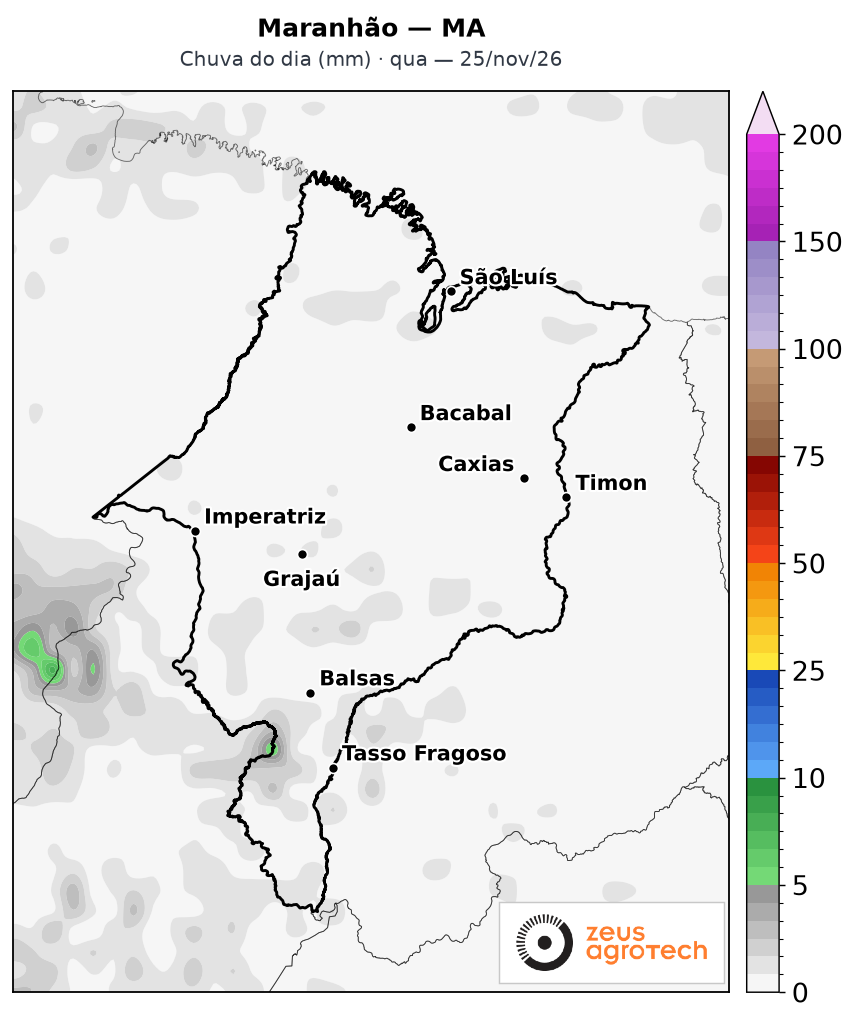 Maranhão — MA
Chuva do dia (mm) · qua — 25/nov/26
São Luís
Bacabal
Caxias
Timon
Imperatriz
Grajaú
Balsas
Tasso Fragoso
200
150
100
75
50
25
10
5
0
zeus
agrotech